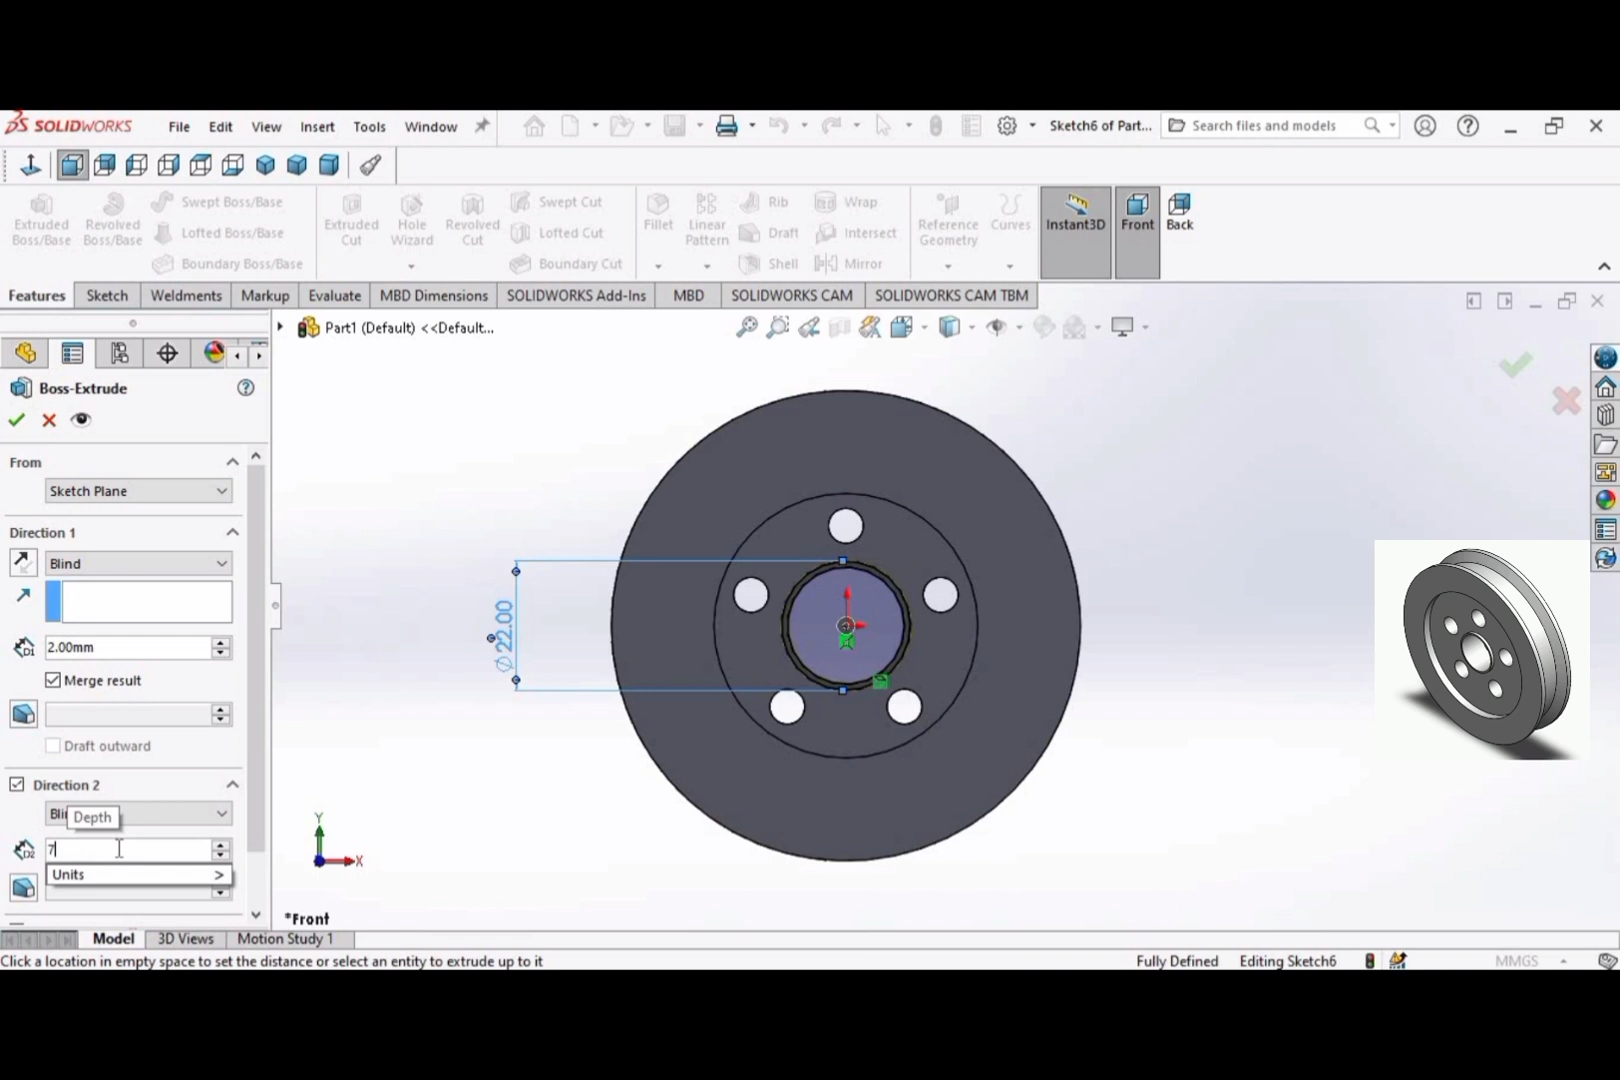 SOLIDWORKS File Edit View Insert Tools Window Sketch6 of Part... Search files and models
Extruded Boss/Base
Revolved Boss/Base
Swept Boss/Base
Lofted Boss/Base
Boundary Boss/Base
Extruded Cut
Hole Wizard
Revolved Cut
Swept Cut
Lofted Cut
Boundary Cut
Fillet
Linear Pattern
Rib
Draft
Shell
Wrap
Intersect
Mirror
Reference Geometry
Curves
Instant3D
Front
Back
Features Sketch Weldments Markup Evaluate MBD Dimensions SOLIDWORKS Add-Ins MBD SOLIDWORKS CAM SOLIDWORKS CAM TBM
Part1 (Default) <<Default...
Boss-Extrude
From
Sketch Plane
Direction 1
Blind
D1 2.00mm
Merge result
Draft outward
Direction 2
Bli
Depth
D2 7
Units >
⌀22.00
Y
X
*Front
Model 3D Views Motion Study 1
Click a location in empty space to set the distance or select an entity to extrude up to it Fully Defined Editing Sketch6 MMGS